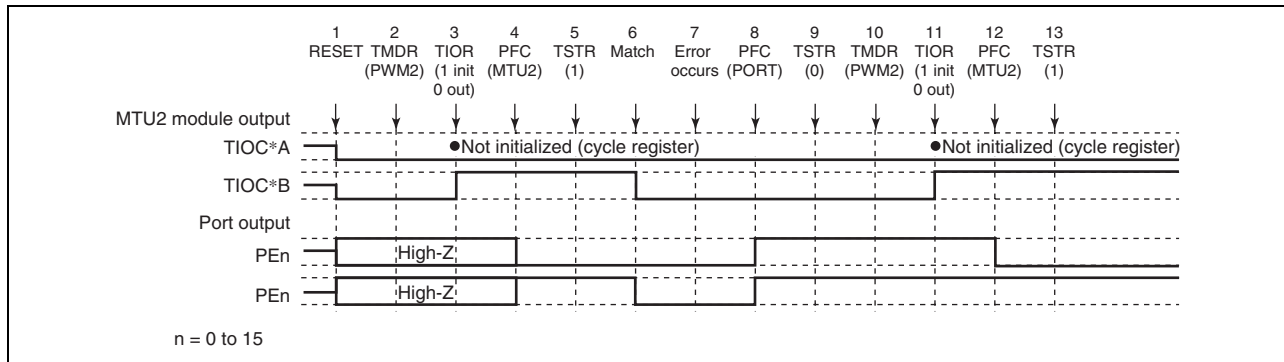 1 2 3 4 5 6 7 8 9 10 11 12 13
RESET TMDR TIOR PFC TSTR Match Error PFC TSTR TMDR TIOR PFC TSTR
(PWM2) (1 init (MTU2) (1) occurs (PORT) (0) (PWM2) (1 init (MTU2) (1)
0 out) 0 out)
MTU2 module output
TIOC*A ●Not initialized (cycle register) ●Not initialized (cycle register)
TIOC*B
Port output
PEn High-Z
PEn High-Z
n = 0 to 15